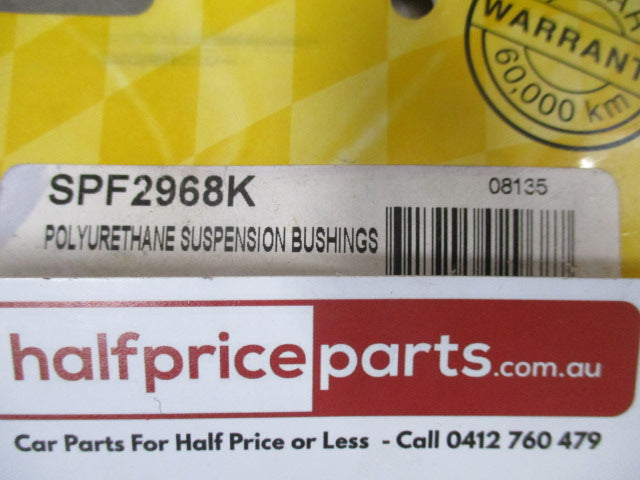 WARRANT
60,000 km
SPF2968K
08135
POLYURETHANE SUSPENSION BUSHINGS
halfpriceparts.com.au
Car Parts For Half Price or Less - Call 0412 760 479